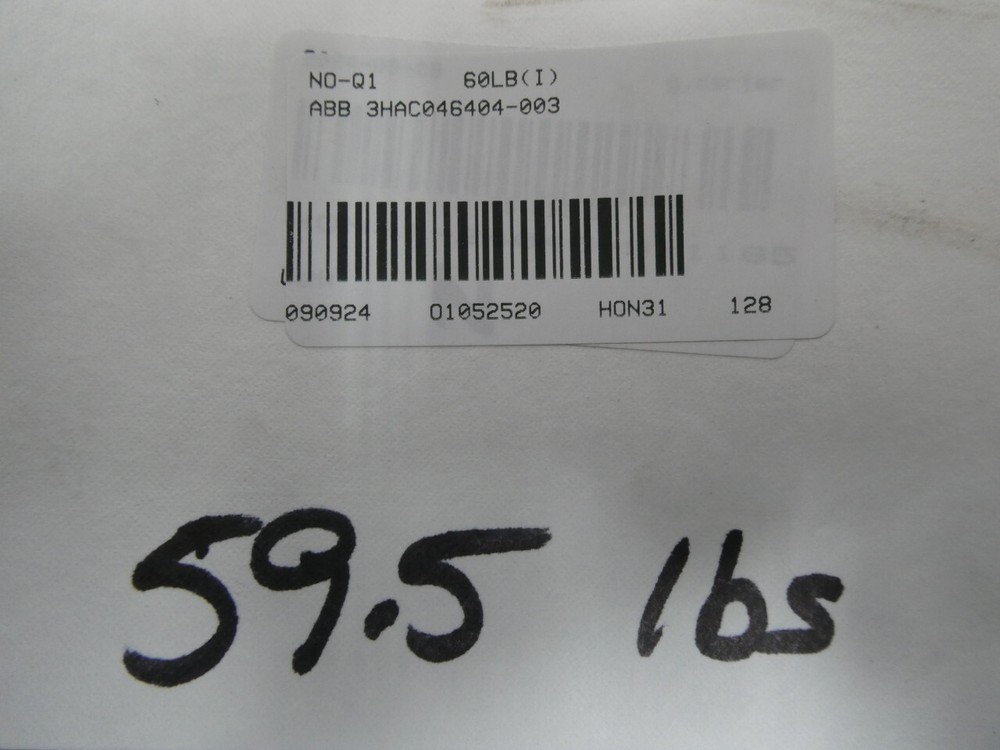 NO-Q1 60LB(I)
ABB 3HAC046404-003
090924 01052520 HON31 128
59.5 lbs